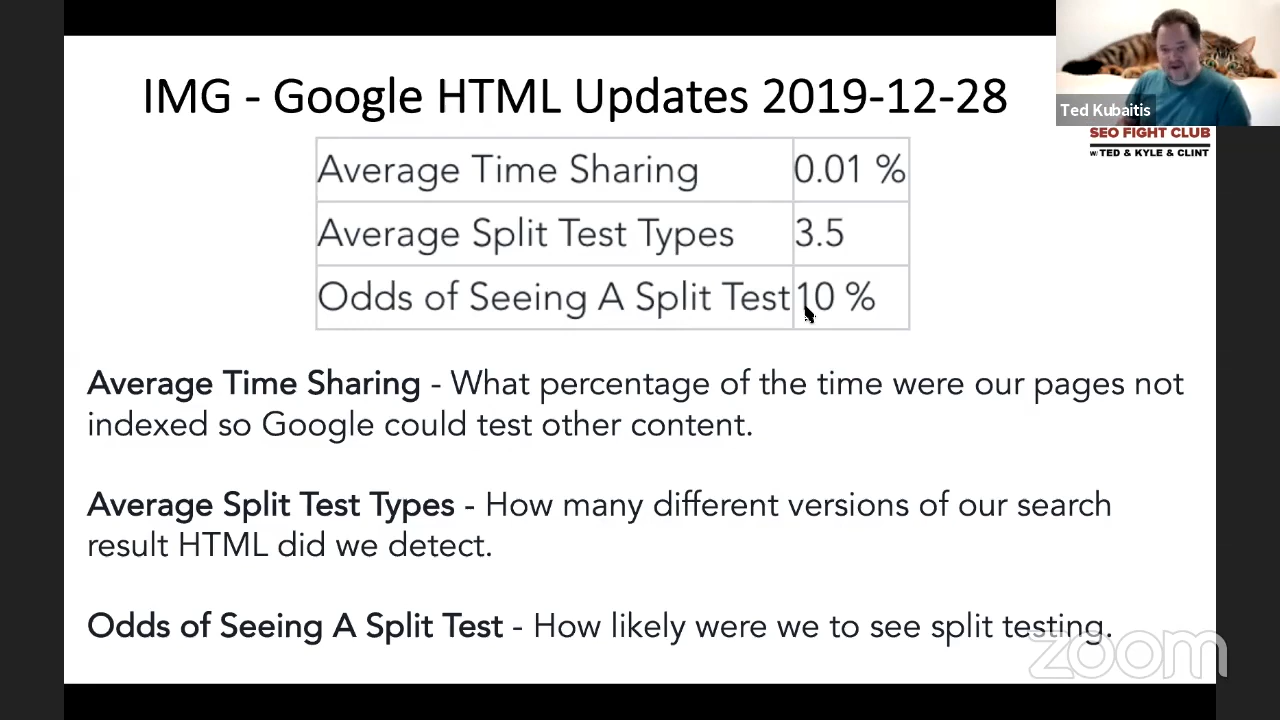 IMG - Google HTML Updates 2019-12-28
Ted Kubaitis
SEO FIGHT CLUB
w/ TED & KYLE & CLINT
Average Time Sharing 0.01 %
Average Split Test Types 3.5
Odds of Seeing A Split Test 10 %
Average Time Sharing - What percentage of the time were our pages not
indexed so Google could test other content.
Average Split Test Types - How many different versions of our search
result HTML did we detect.
Odds of Seeing A Split Test - How likely were we to see split testing.
zoom